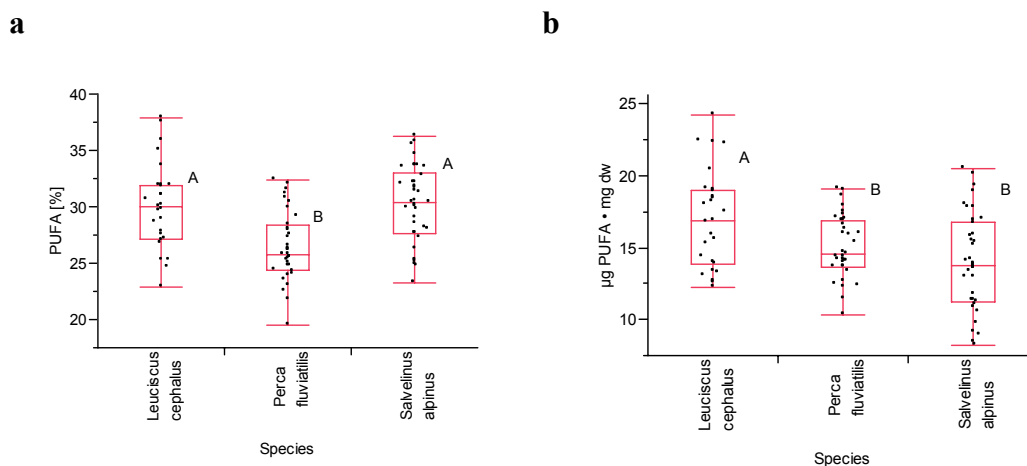 a
PUFA [%]
40
35
30
25
20
A
B
A
Leuciscus
cephalus
Perca
fluviatilis
Salvelinus
alpinus
Species
b
µg PUFA • mg dw
25
20
15
10
A
B
B
Leuciscus
cephalus
Perca
fluviatilis
Salvelinus
alpinus
Species